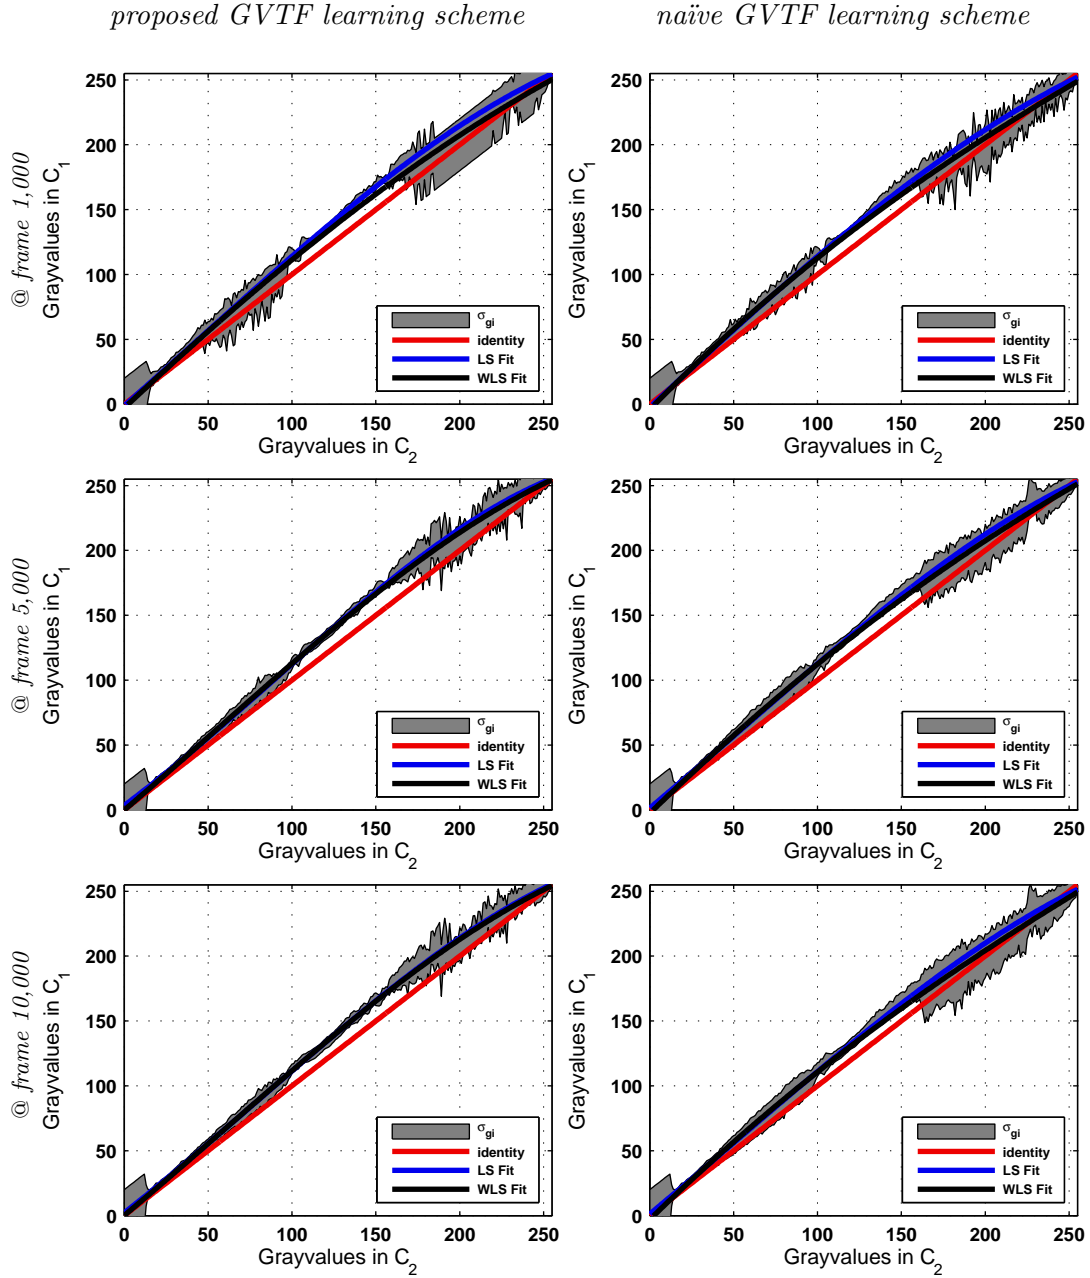 proposed GVTF learning scheme
naïve GVTF learning scheme
@ frame 1,000
Grayvalues in C1
250
200
150
100
50
0
0 50 100 150 200 250
Grayvalues in C2
σgi
identity
LS Fit
WLS Fit
Grayvalues in C1
250
200
150
100
50
0
0 50 100 150 200 250
Grayvalues in C2
σgi
identity
LS Fit
WLS Fit
@ frame 5,000
Grayvalues in C1
250
200
150
100
50
0
0 50 100 150 200 250
Grayvalues in C2
σgi
identity
LS Fit
WLS Fit
Grayvalues in C1
250
200
150
100
50
0
0 50 100 150 200 250
Grayvalues in C2
σgi
identity
LS Fit
WLS Fit
@ frame 10,000
Grayvalues in C1
250
200
150
100
50
0
0 50 100 150 200 250
Grayvalues in C2
σgi
identity
LS Fit
WLS Fit
Grayvalues in C1
250
200
150
100
50
0
0 50 100 150 200 250
Grayvalues in C2
σgi
identity
LS Fit
WLS Fit